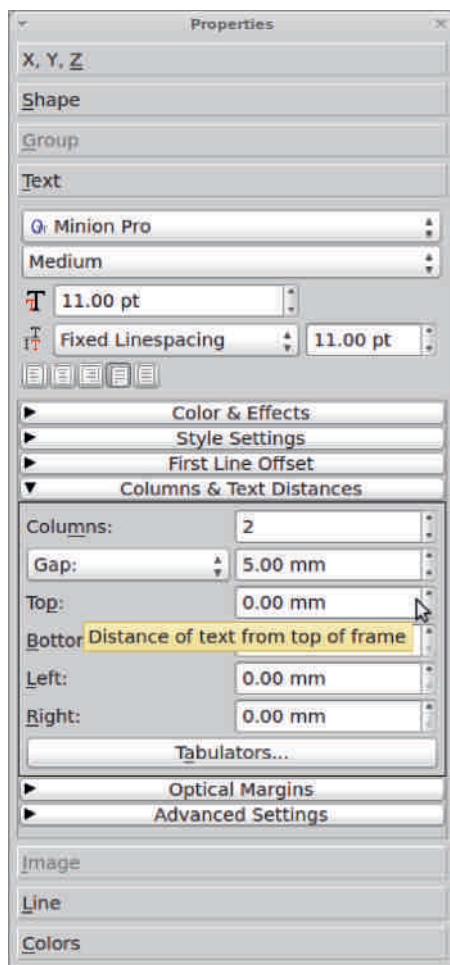 Properties
X, Y, Z
Shape
Group
Text
Minion Pro
Medium
11.00 pt
Fixed Linespacing 11.00 pt
Color & Effects
Style Settings
First Line Offset
Columns & Text Distances
Columns: 2
Gap: 5.00 mm
Top: 0.00 mm
Bottor Distance of text from top of frame
Left: 0.00 mm
Right: 0.00 mm
Tabulators...
Optical Margins
Advanced Settings
Image
Line
Colors